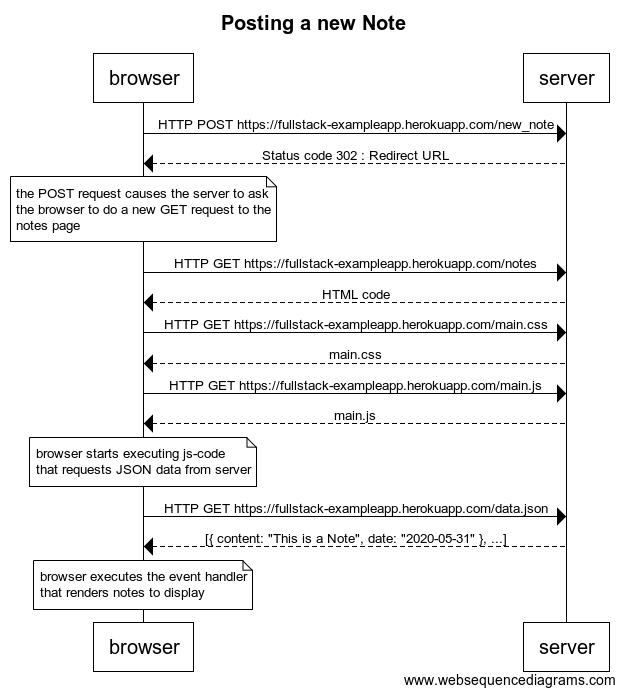 Posting a new Note
browser
server
HTTP POST https://fullstack-exampleapp.herokuapp.com/new_note
Status code 302 : Redirect URL
the POST request causes the server to ask
the browser to do a new GET request to the
notes page
HTTP GET https://fullstack-exampleapp.herokuapp.com/notes
HTML code
HTTP GET https://fullstack-exampleapp.herokuapp.com/main.css
main.css
HTTP GET https://fullstack-exampleapp.herokuapp.com/main.js
main.js
browser starts executing js-code
that requests JSON data from server
HTTP GET https://fullstack-exampleapp.herokuapp.com/data.json
[{ content: "This is a Note", date: "2020-05-31" }, ...]
browser executes the event handler
that renders notes to display
browser
server
www.websequencediagrams.com